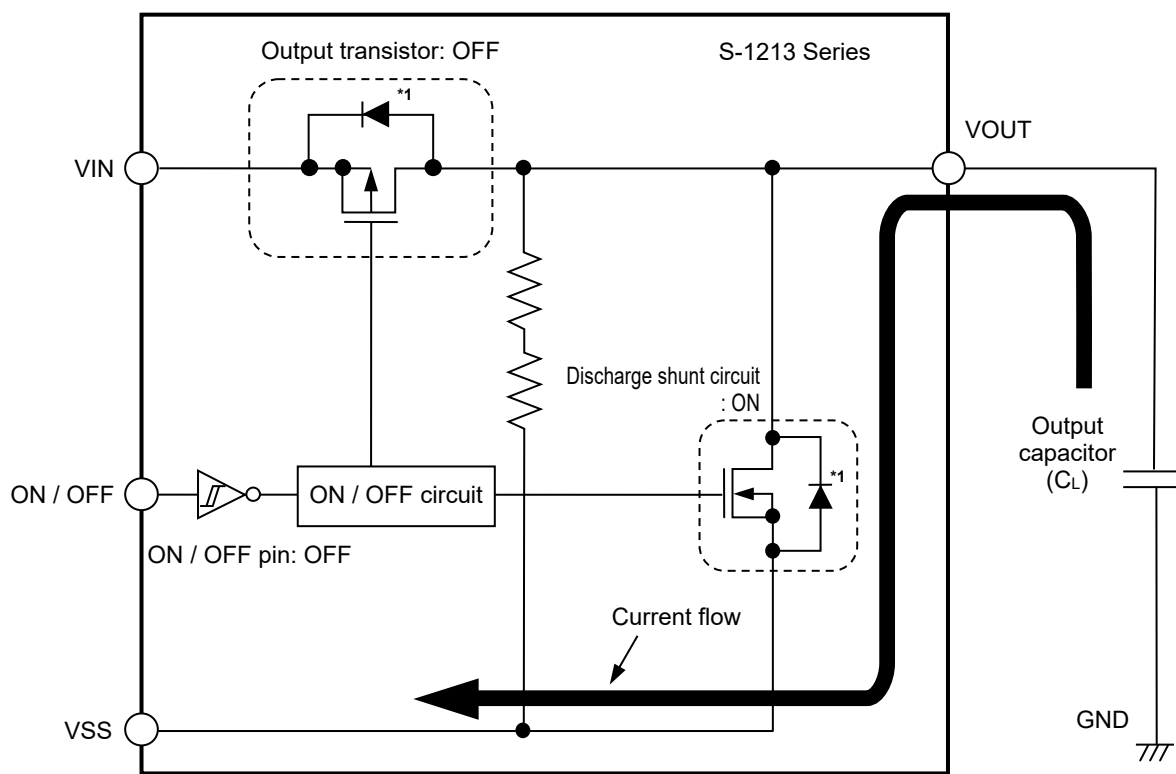 Output transistor: OFF
S-1213 Series
*1
VOUT
VIN
Discharge shunt circuit
: ON
*1
Output
capacitor
(CL)
ON / OFF
ON / OFF circuit
ON / OFF pin: OFF
Current flow
GND
VSS